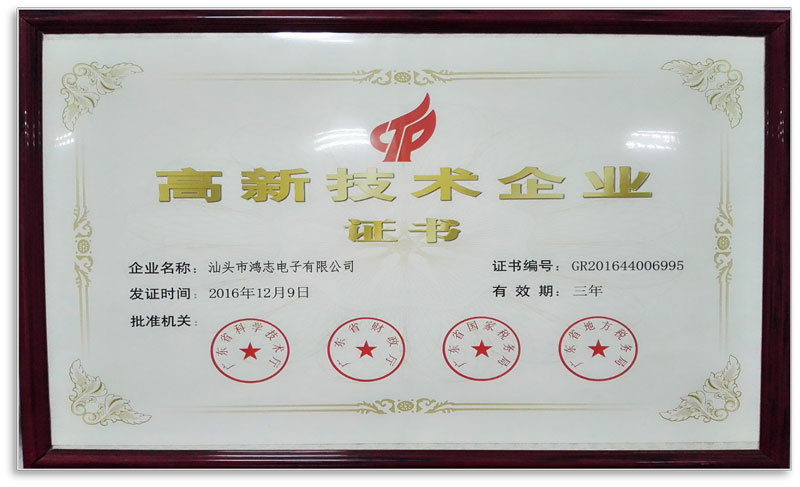 高新技术企业
证书
企业名称：汕头市鸿志电子有限公司
证书编号：GR201644006995
发证时间：2016年12月9日
有效期：三年
批准机关：
广东省科学技术厅
广东省财政厅
广东省国家税务局
广东省地方税务局